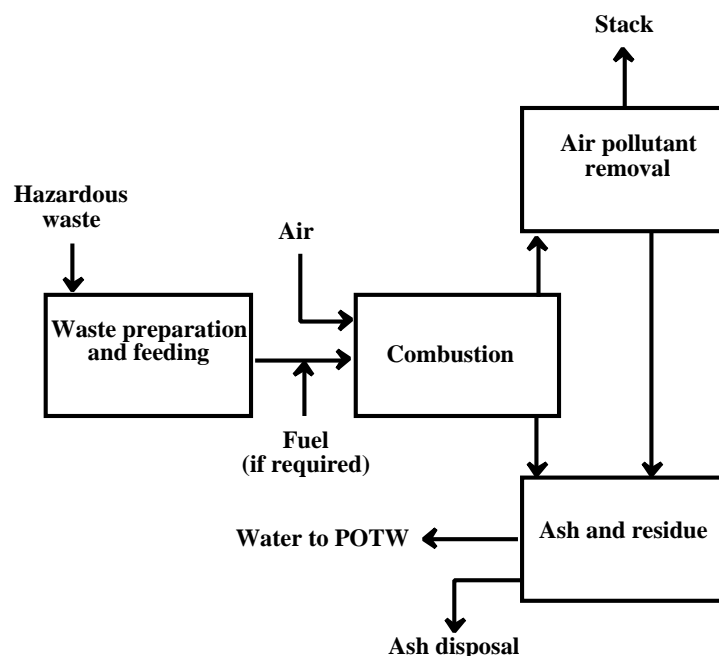 Stack
Air pollutant
removal
Hazardous
waste
Air
Waste preparation
and feeding
Combustion
Fuel
(if required)
Water to POTW
Ash and residue
Ash disposal